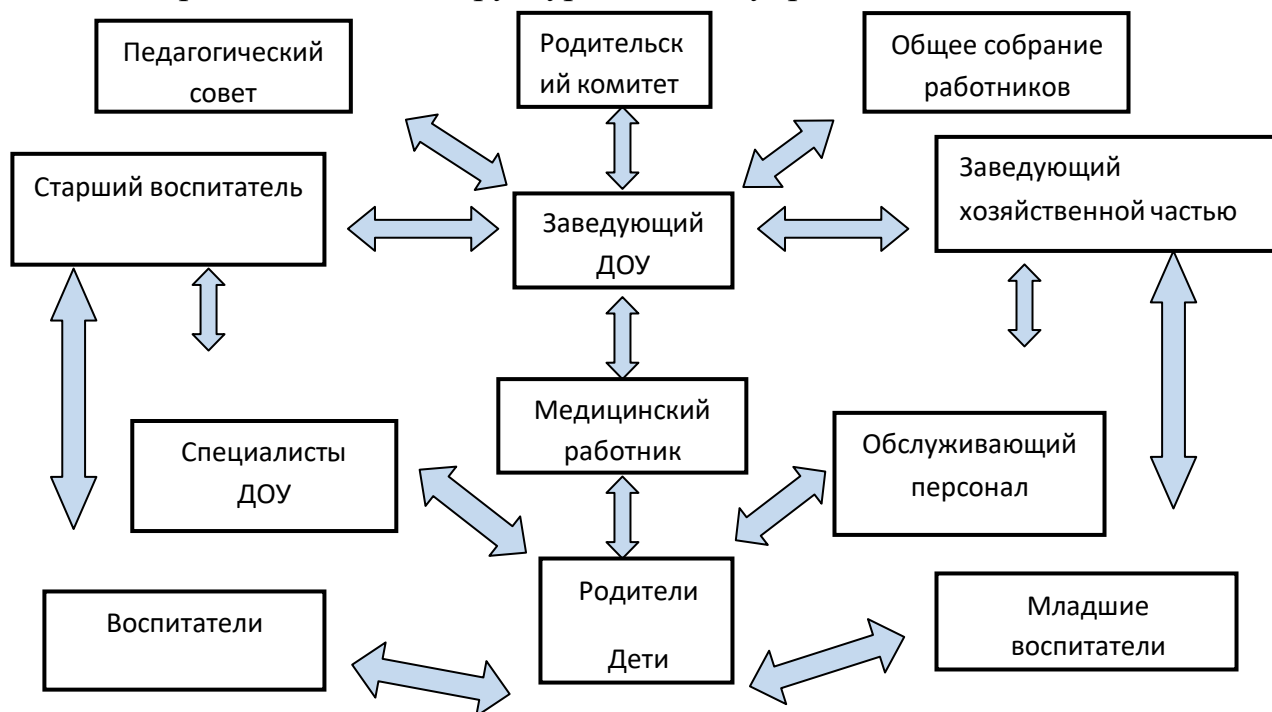 Педагогический
совет
Родительск
ий комитет
Общее собрание
работников
Старший воспитатель
Заведующий
ДОУ
Заведующий
хозяйственной частью
Специалисты
ДОУ
Медицинский
работник
Обслуживающий
персонал
Воспитатели
Родители
Дети
Младшие
воспитатели